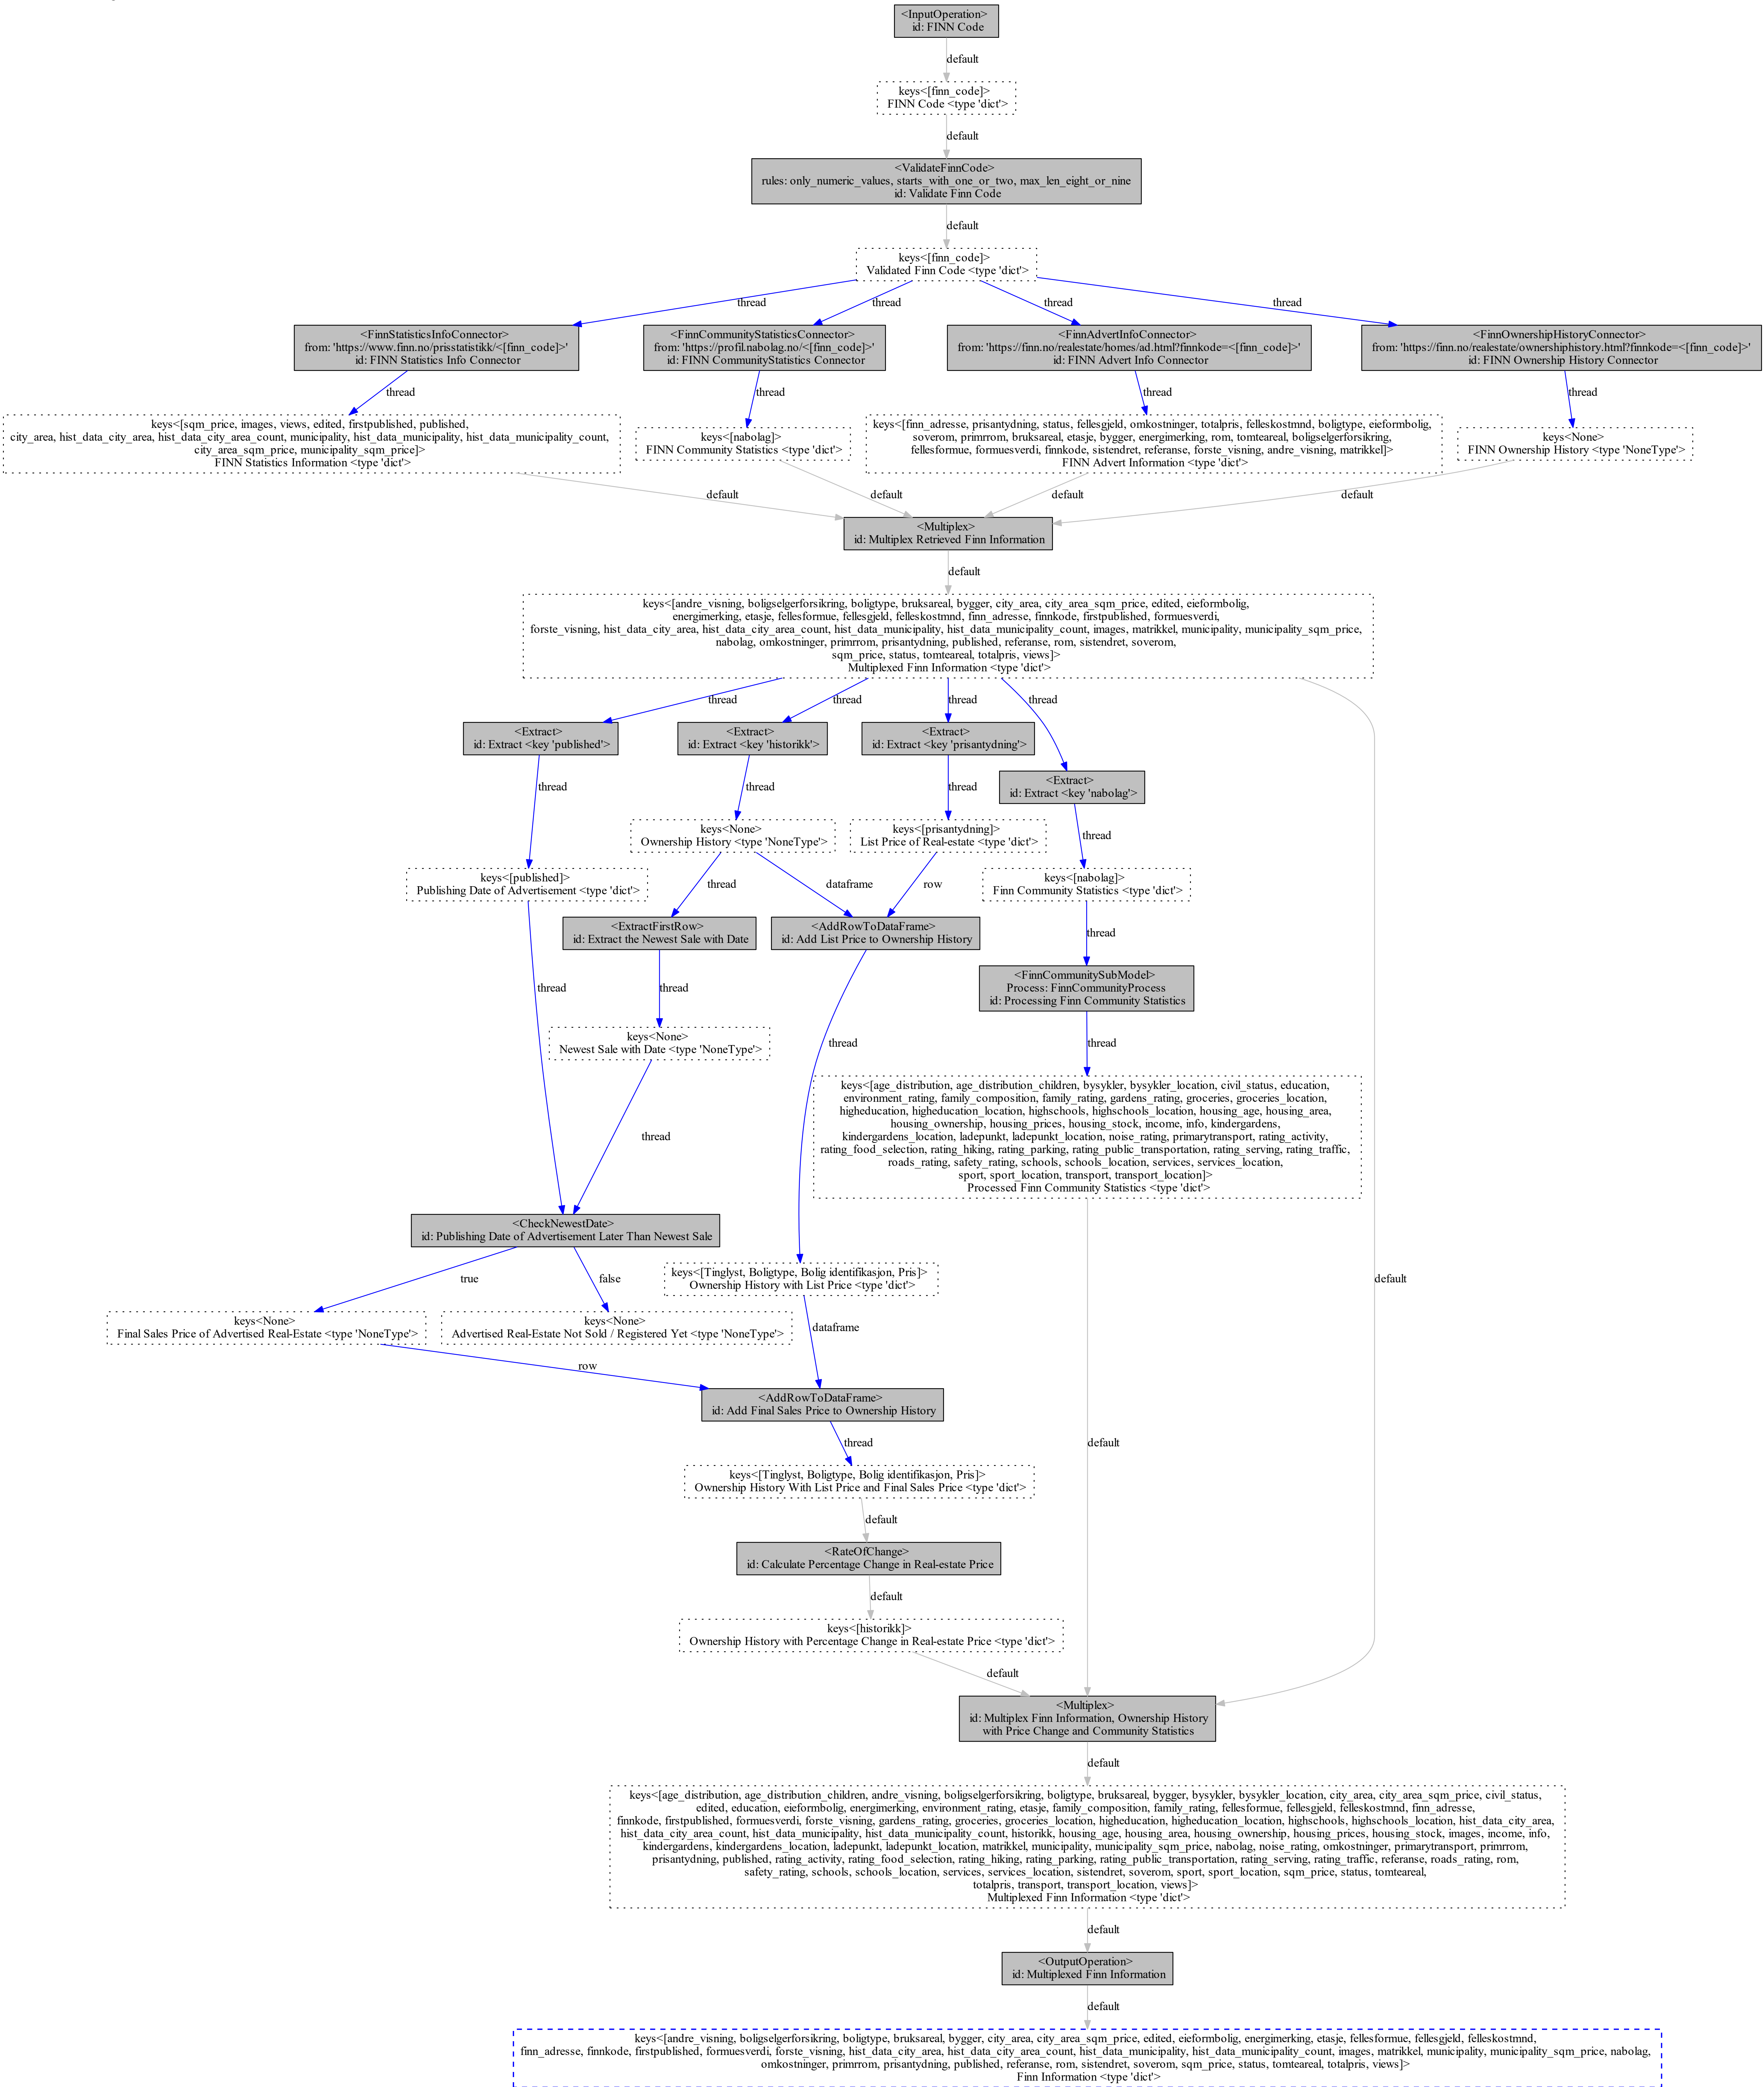 <InputOperation>
id: FINN Code
default
keys<[finn_code]>
FINN Code <type 'dict'>
default
<ValidateFinnCode>
rules: only_numeric_values, starts_with_one_or_two, max_len_eight_or_nine
id: Validate Finn Code
default
keys<[finn_code]>
Validated Finn Code <type 'dict'>
thread
thread
thread
thread
<FinnStatisticsInfoConnector>
from: 'https://www.finn.no/prisstatistikk/<[finn_code]>'
id: FINN Statistics Info Connector
<FinnCommunityStatisticsConnector>
from: 'https://profil.nabolag.no/<[finn_code]>'
id: FINN CommunityStatistics Connector
<FinnAdvertInfoConnector>
from: 'https://finn.no/realestate/homes/ad.html?finnkode=<[finn_code]>'
id: FINN Advert Info Connector
<FinnOwnershipHistoryConnector>
from: 'https://finn.no/realestate/ownershiphistory.html?finnkode=<[finn_code]>'
id: FINN Ownership History Connector
thread
thread
thread
thread
keys<[sqm_price, images, views, edited, firstpublished, published,
city_area, hist_data_city_area, hist_data_city_area_count, municipality, hist_data_municipality, hist_data_municipality_count,
city_area_sqm_price, municipality_sqm_price]>
FINN Statistics Information <type 'dict'>
keys<[nabolag]>
FINN Community Statistics <type 'dict'>
keys<[finn_adresse, prisantydning, status, fellesgjeld, omkostninger, totalpris, felleskostmnd, boligtype, eieformbolig,
soverom, primrrom, bruksareal, etasje, bygger, energimerking, rom, tomteareal, boligselgerforsikring,
fellesformue, formuesverdi, finnkode, sistendret, referanse, forste_visning, andre_visning, matrikkel]>
FINN Advert Information <type 'dict'>
keys<None>
FINN Ownership History <type 'NoneType'>
default
default
default
default
<Multiplex>
id: Multiplex Retrieved Finn Information
default
keys<[andre_visning, boligselgerforsikring, boligtype, bruksareal, bygger, city_area, city_area_sqm_price, edited, eieformbolig,
energimerking, etasje, fellesformue, fellesgjeld, felleskostmnd, finn_adresse, finnkode, firstpublished, formuesverdi,
forste_visning, hist_data_city_area, hist_data_city_area_count, hist_data_municipality, hist_data_municipality_count, images, matrikkel, municipality, municipality_sqm_price,
nabolag, omkostninger, primrrom, prisantydning, published, referanse, rom, sistendret, soverom,
sqm_price, status, tomteareal, totalpris, views]>
Multiplexed Finn Information <type 'dict'>
thread
thread
thread
thread
<Extract>
id: Extract <key 'published'>
<Extract>
id: Extract <key 'historikk'>
<Extract>
id: Extract <key 'prisantydning'>
<Extract>
id: Extract <key 'nabolag'>
thread
thread
thread
thread
keys<None>
Ownership History <type 'NoneType'>
keys<[prisantydning]>
List Price of Real-estate <type 'dict'>
keys<[published]>
Publishing Date of Advertisement <type 'dict'>
keys<[nabolag]>
Finn Community Statistics <type 'dict'>
thread
dataframe
row
thread
<ExtractFirstRow>
id: Extract the Newest Sale with Date
<AddRowToDataFrame>
id: Add List Price to Ownership History
<FinnCommunitySubModel>
Process: FinnCommunityProcess
id: Processing Finn Community Statistics
thread
thread
thread
thread
keys<None>
Newest Sale with Date <type 'NoneType'>
keys<[age_distribution, age_distribution_children, bysykler, bysykler_location, civil_status, education,
environment_rating, family_composition, family_rating, gardens_rating, groceries, groceries_location,
higheducation, higheducation_location, highschools, highschools_location, housing_age, housing_area,
housing_ownership, housing_prices, housing_stock, income, info, kindergardens,
kindergardens_location, ladepunkt, ladepunkt_location, noise_rating, primarytransport, rating_activity,
rating_food_selection, rating_hiking, rating_parking, rating_public_transportation, rating_serving, rating_traffic,
roads_rating, safety_rating, schools, schools_location, services, services_location,
sport, sport_location, transport, transport_location]>
Processed Finn Community Statistics <type 'dict'>
thread
<CheckNewestDate>
id: Publishing Date of Advertisement Later Than Newest Sale
true
false
keys<[Tinglyst, Boligtype, Bolig identifikasjon, Pris]>
Ownership History with List Price <type 'dict'>
default
keys<None>
Final Sales Price of Advertised Real-Estate <type 'NoneType'>
keys<None>
Advertised Real-Estate Not Sold / Registered Yet <type 'NoneType'>
dataframe
row
<AddRowToDataFrame>
id: Add Final Sales Price to Ownership History
thread
default
keys<[Tinglyst, Boligtype, Bolig identifikasjon, Pris]>
Ownership History With List Price and Final Sales Price <type 'dict'>
default
<RateOfChange>
id: Calculate Percentage Change in Real-estate Price
default
keys<[historikk]>
Ownership History with Percentage Change in Real-estate Price <type 'dict'>
default
<Multiplex>
id: Multiplex Finn Information, Ownership History
with Price Change and Community Statistics
default
keys<[age_distribution, age_distribution_children, andre_visning, boligselgerforsikring, boligtype, bruksareal, bygger, bysykler, bysykler_location, city_area, city_area_sqm_price, civil_status,
edited, education, eieformbolig, energimerking, environment_rating, etasje, family_composition, family_rating, fellesformue, fellesgjeld, felleskostmnd, finn_adresse,
finnkode, firstpublished, formuesverdi, forste_visning, gardens_rating, groceries, groceries_location, higheducation, higheducation_location, highschools, highschools_location, hist_data_city_area,
hist_data_city_area_count, hist_data_municipality, hist_data_municipality_count, historikk, housing_age, housing_area, housing_ownership, housing_prices, housing_stock, images, income, info,
kindergardens, kindergardens_location, ladepunkt, ladepunkt_location, matrikkel, municipality, municipality_sqm_price, nabolag, noise_rating, omkostninger, primarytransport, primrrom,
prisantydning, published, rating_activity, rating_food_selection, rating_hiking, rating_parking, rating_public_transportation, rating_serving, rating_traffic, referanse, roads_rating, rom,
safety_rating, schools, schools_location, services, services_location, sistendret, soverom, sport, sport_location, sqm_price, status, tomteareal,
totalpris, transport, transport_location, views]>
Multiplexed Finn Information <type 'dict'>
default
<OutputOperation>
id: Multiplexed Finn Information
default
keys<[andre_visning, boligselgerforsikring, boligtype, bruksareal, bygger, city_area, city_area_sqm_price, edited, eieformbolig, energimerking, etasje, fellesformue, fellesgjeld, felleskostmnd,
finn_adresse, finnkode, firstpublished, formuesverdi, forste_visning, hist_data_city_area, hist_data_city_area_count, hist_data_municipality, hist_data_municipality_count, images, matrikkel, municipality, municipality_sqm_price, nabolag,
omkostninger, primrrom, prisantydning, published, referanse, rom, sistendret, soverom, sqm_price, status, tomteareal, totalpris, views]>
Finn Information <type 'dict'>